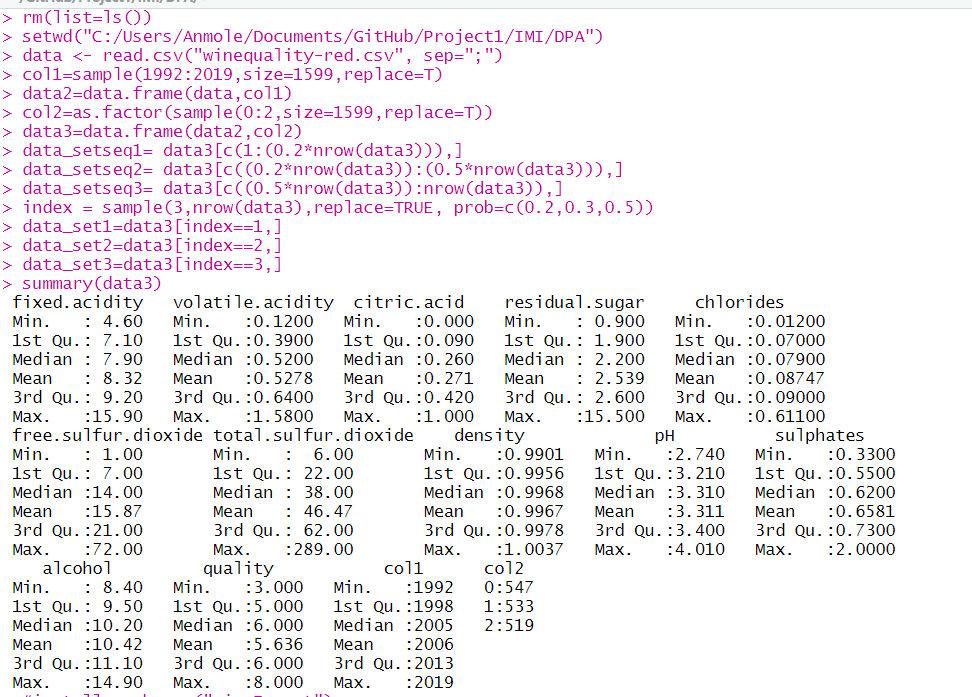 > rm(list=ls())
> setwd("C:/Users/Anmole/Documents/GitHub/Project1/IMI/DPA")
> data <- read.csv("winequality-red.csv", sep=";")
> col1=sample(1992:2019,size=1599,replace=T)
> data2=data.frame(data,col1)
> col2=as.factor(sample(0:2,size=1599,replace=T))
> data3=data.frame(data2,col2)
> data_setseq1= data3[c(1:(0.2*nrow(data3))),]
> data_setseq2= data3[c((0.2*nrow(data3)):(0.5*nrow(data3))),]
> data_setseq3= data3[c((0.5*nrow(data3)):nrow(data3)),]
> index = sample(3,nrow(data3),replace=TRUE, prob=c(0.2,0.3,0.5))
> data_set1=data3[index==1,]
> data_set2=data3[index==2,]
> data_set3=data3[index==3,]
> summary(data3)
fixed.acidity   volatile.acidity  citric.acid    residual.sugar     chlorides
Min.   : 4.60   Min.   :0.1200   Min.   :0.000   Min.   : 0.900   Min.   :0.01200
1st Qu.: 7.10   1st Qu.:0.3900   1st Qu.:0.090   1st Qu.: 1.900   1st Qu.:0.07000
Median : 7.90   Median :0.5200   Median :0.260   Median : 2.200   Median :0.07900
Mean   : 8.32   Mean   :0.5278   Mean   :0.271   Mean   : 2.539   Mean   :0.08747
3rd Qu.: 9.20   3rd Qu.:0.6400   3rd Qu.:0.420   3rd Qu.: 2.600   3rd Qu.:0.09000
Max.   :15.90   Max.   :1.5800   Max.   :1.000   Max.   :15.500   Max.   :0.61100
free.sulfur.dioxide total.sulfur.dioxide    density             pH          sulphates
Min.   : 1.00       Min.   :  6.00       Min.   :0.9901   Min.   :2.740   Min.   :0.3300
1st Qu.: 7.00       1st Qu.: 22.00       1st Qu.:0.9956   1st Qu.:3.210   1st Qu.:0.5500
Median :14.00       Median : 38.00       Median :0.9968   Median :3.310   Median :0.6200
Mean   :15.87       Mean   : 46.47       Mean   :0.9967   Mean   :3.311   Mean   :0.6581
3rd Qu.:21.00       3rd Qu.: 62.00       3rd Qu.:0.9978   3rd Qu.:3.400   3rd Qu.:0.7300
Max.   :72.00       Max.   :289.00       Max.   :1.0037   Max.   :4.010   Max.   :2.0000
alcohol         quality           col1      col2
Min.   : 8.40   Min.   :3.000   Min.   :1992   0:547
1st Qu.: 9.50   1st Qu.:5.000   1st Qu.:1998   1:533
Median :10.20   Median :6.000   Median :2005   2:519
Mean   :10.42   Mean   :5.636   Mean   :2006
3rd Qu.:11.10   3rd Qu.:6.000   3rd Qu.:2013
Max.   :14.90   Max.   :8.000   Max.   :2019